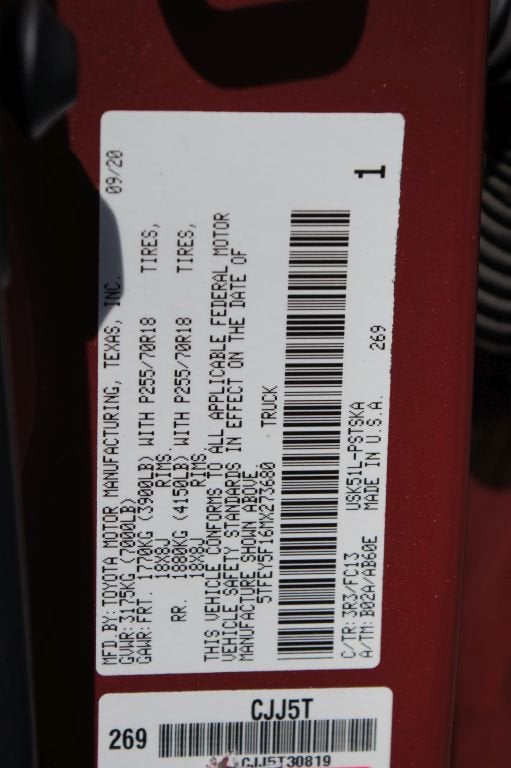 MFD.BY:TOYOTA MOTOR MANUFACTURING, TEXAS, INC. 09/20
GVWR:3175KG (7000LB)
GAWR:FRT. 1770KG (3900LB) WITH P255/70R18 TIRES,
18X8J RIMS,
RR. 1880KG (4150LB) WITH P255/70R18 TIRES,
18X8J RIMS.
THIS VEHICLE CONFORMS TO ALL APPLICABLE FEDERAL MOTOR
VEHICLE SAFETY STANDARDS IN EFFECT ON THE DATE OF
MANUFACTURE SHOWN ABOVE.
5TFEY5F16MX273680 TRUCK
1
C/TR: 3R3/FC13 USK51L-PSTSKA 269
A/TM: B02A/AB60E MADE IN U.S.A.
CJJ5T
269
CJJ5T30819